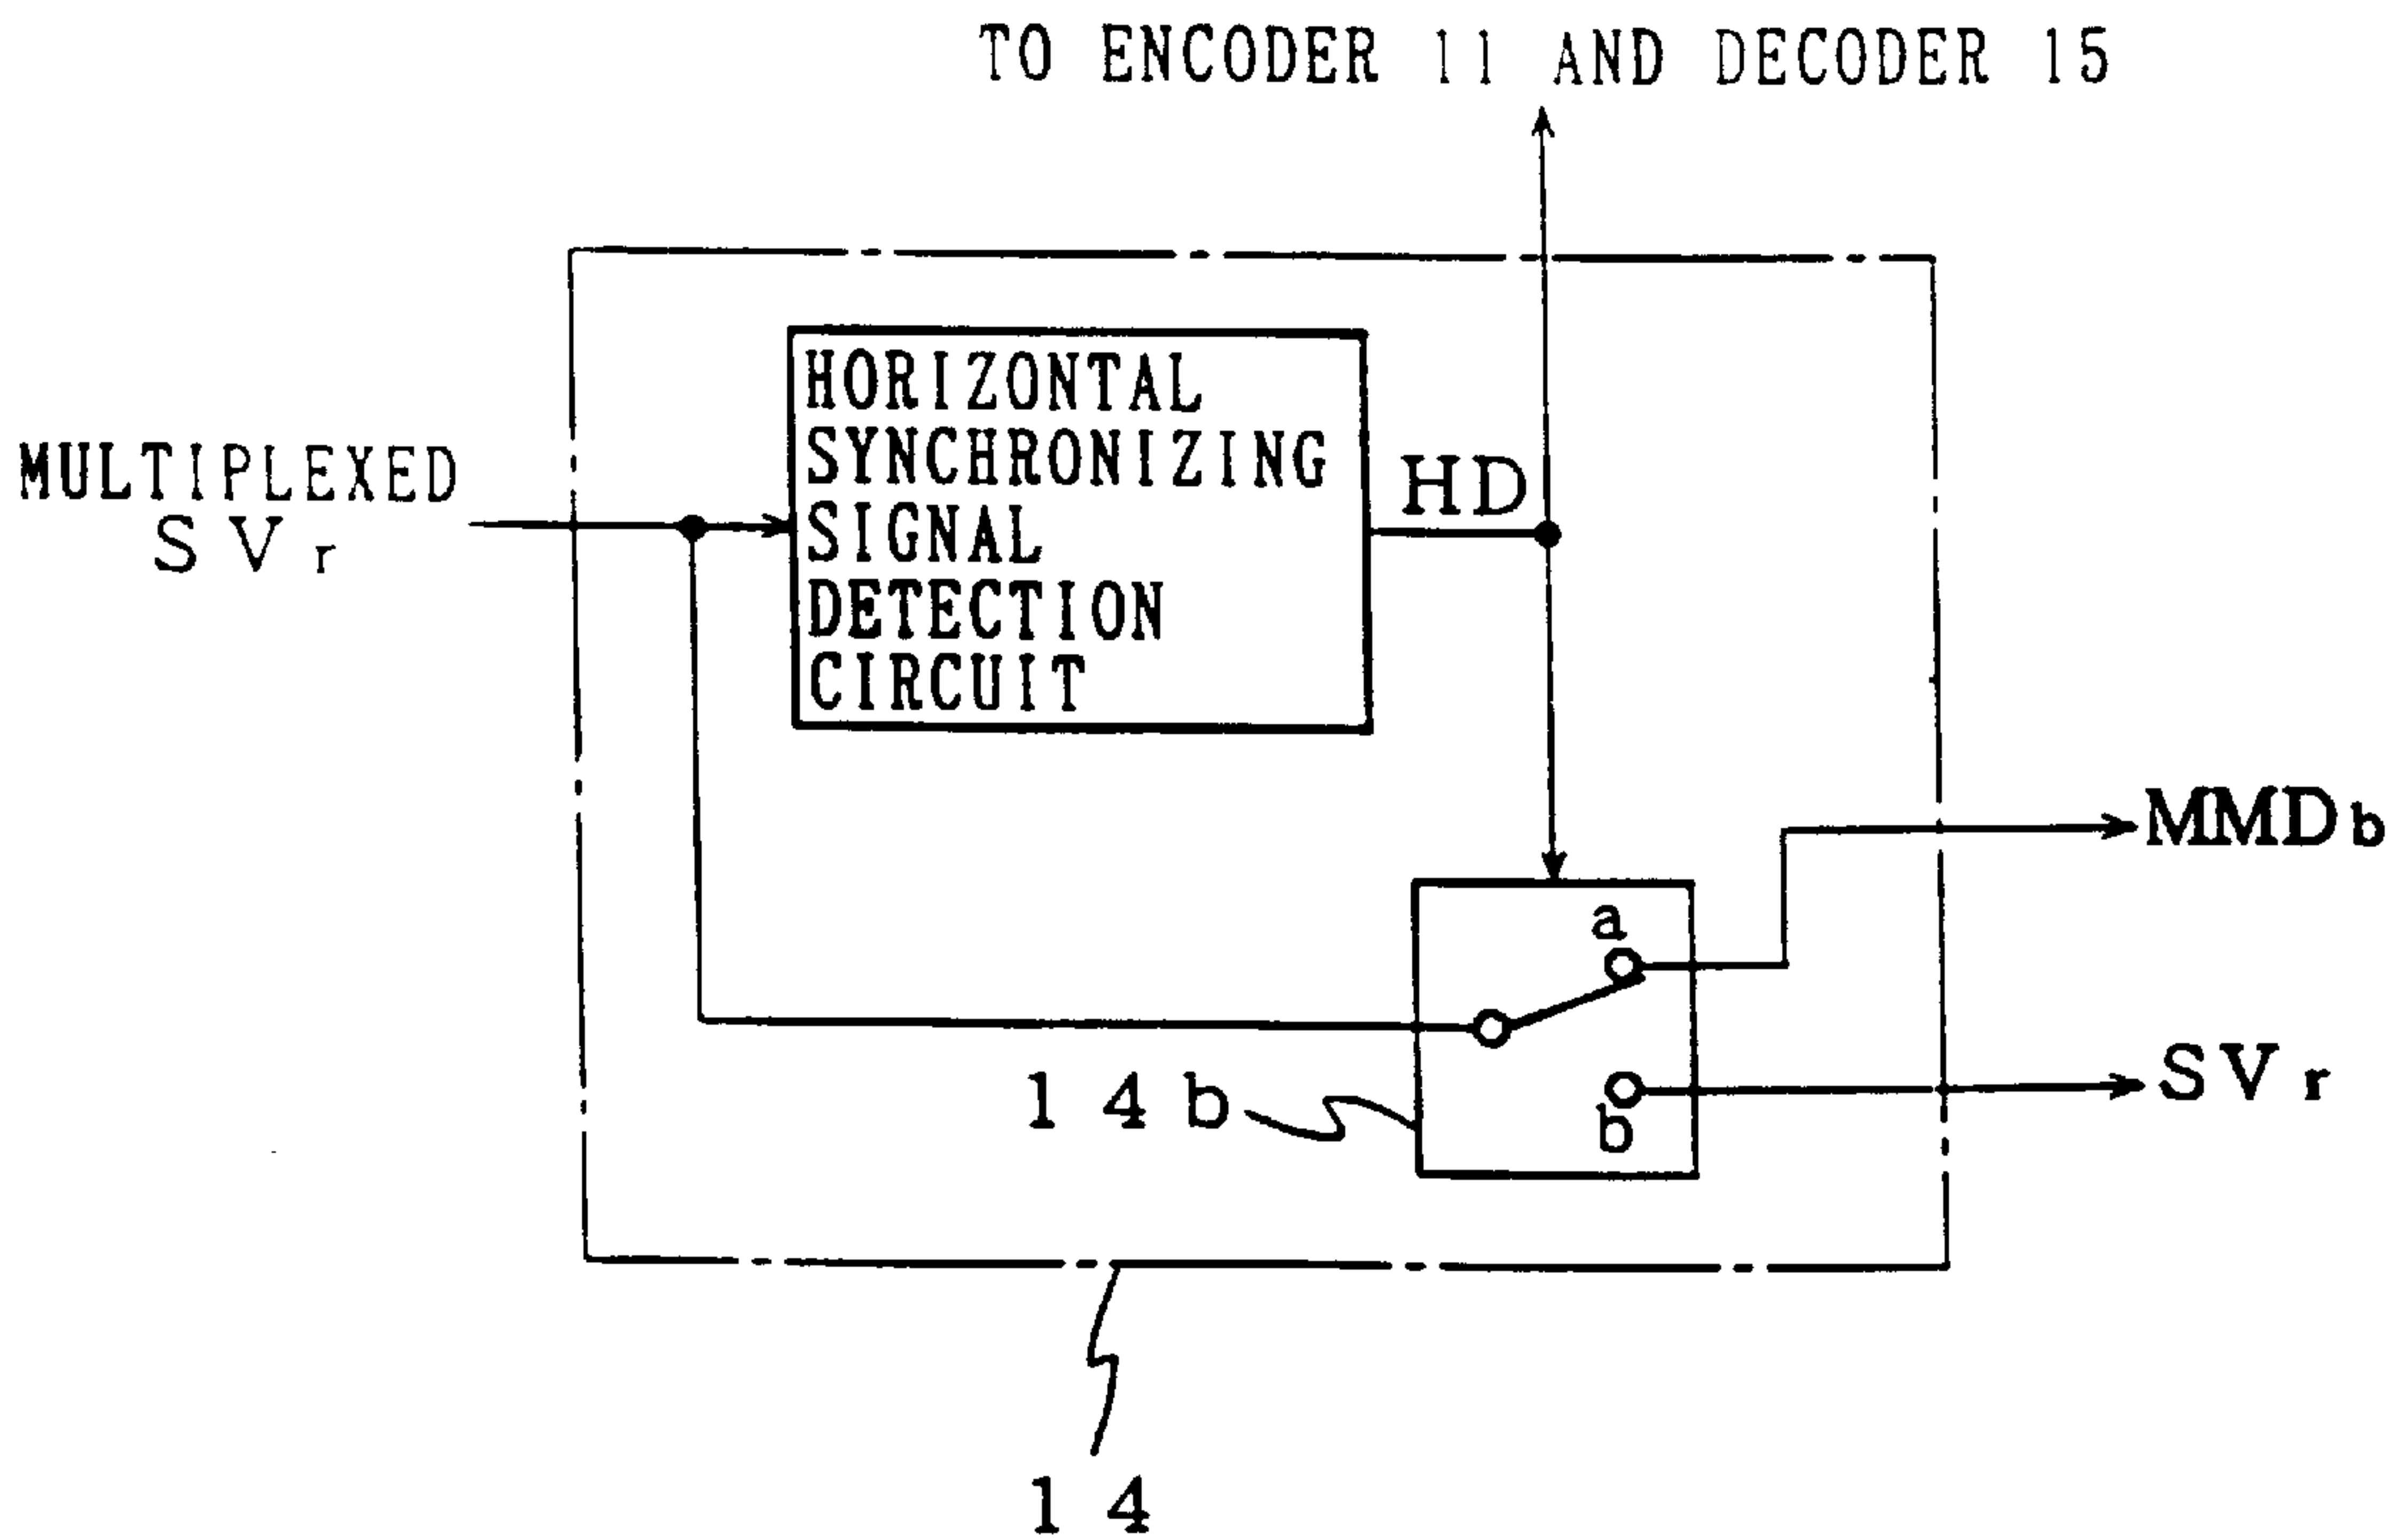 TO ENCODER 11 AND DECODER 15
HORIZONTAL
SYNCHRONIZING
SIGNAL
DETECTION
CIRCUIT
MULTIPLEXED
SVr
HD
MMDb
a
b
SVr
14b
14